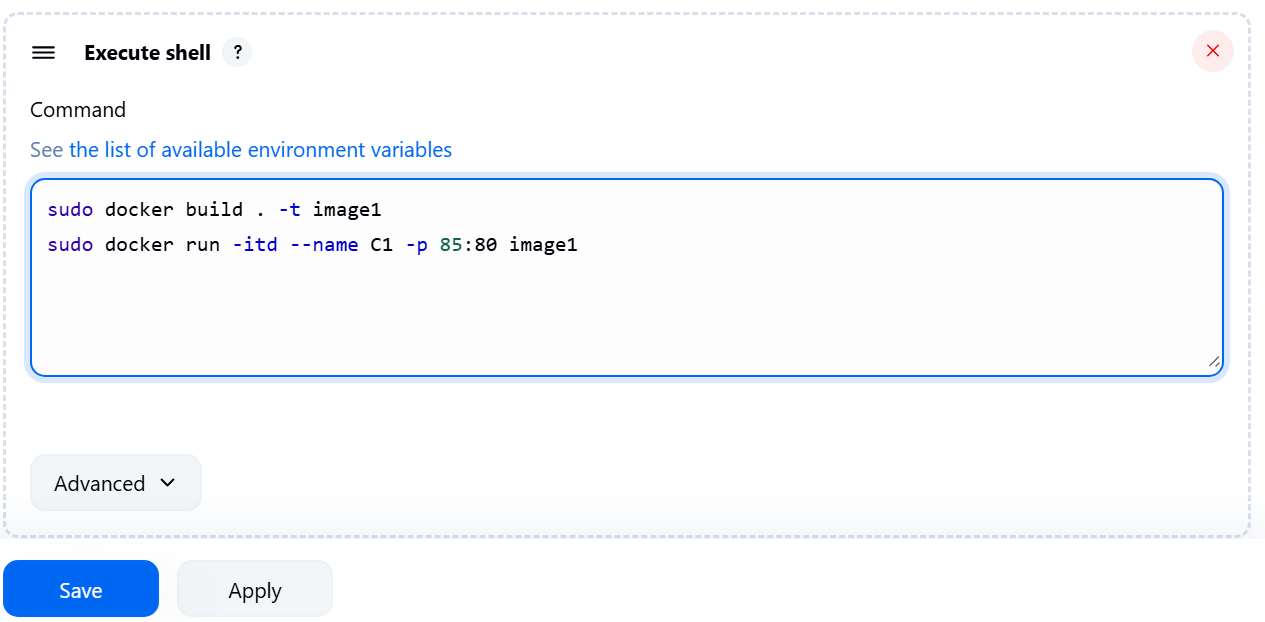 Execute shell ?
Command
See the list of available environment variables
sudo docker build . -t image1
sudo docker run -itd --name C1 -p 85:80 image1
Advanced
Save Apply